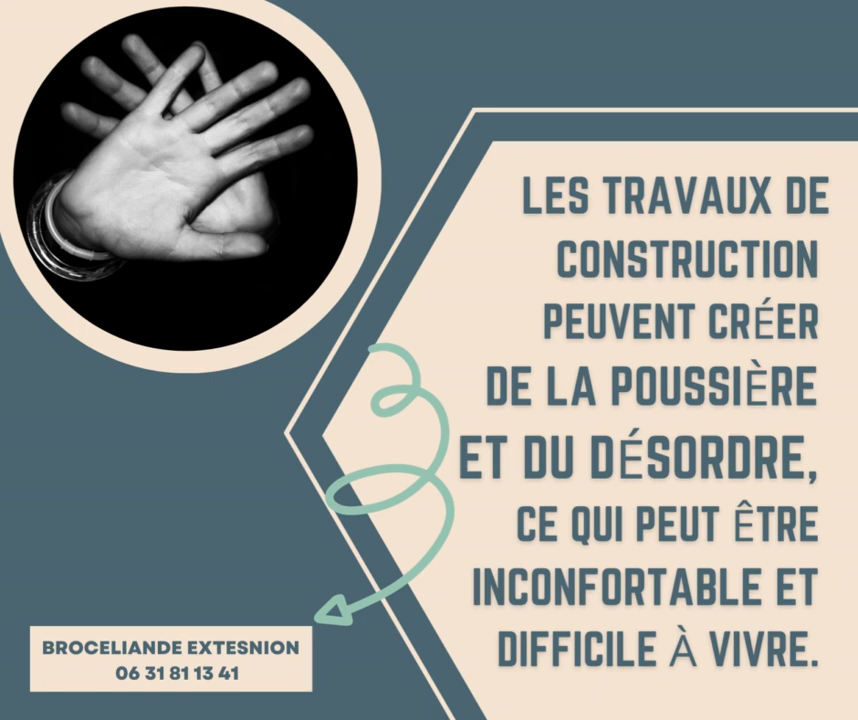 LES TRAVAUX DE
CONSTRUCTION
PEUVENT CRÉER
DE LA POUSSIÈRE
ET DU DÉSORDRE,
CE QUI PEUT ÊTRE
INCONFORTABLE ET
DIFFICILE À VIVRE.
BROCELIANDE EXTESNION
06 31 81 13 41